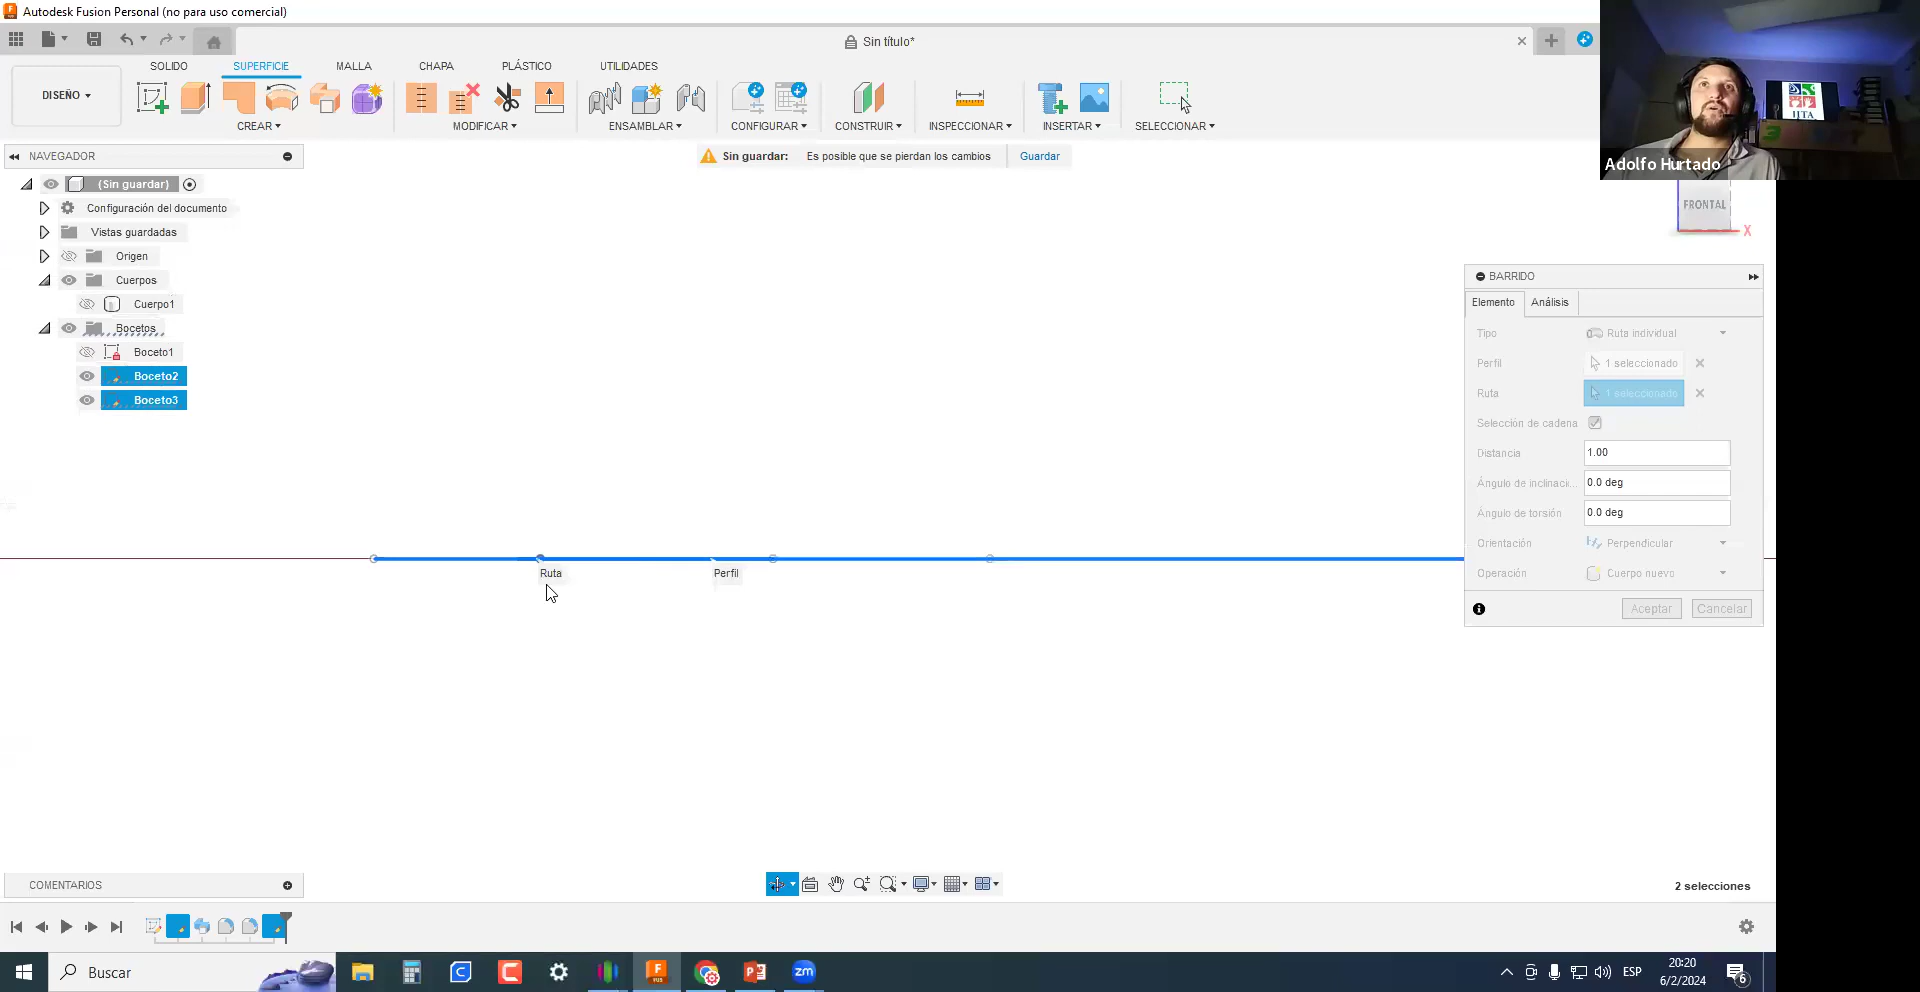 Autodesk Fusion Personal (no para uso comercial)
Sin título*
DISEÑO
SOLIDO
SUPERFICIE
MALLA
CHAPA
PLÁSTICO
UTILIDADES
CREAR
MODIFICAR
ENSAMBLAR
CONFIGURAR
CONSTRUIR
INSPECCIONAR
INSERTAR
SELECCIONAR
IJTA
Adolfo Hurtado
NAVEGADOR
Sin guardar:
Es posible que se pierdan los cambios
Guardar
(Sin guardar)
Configuración del documento
Vistas guardadas
Origen
Cuerpos
Cuerpo1
Bocetos
Boceto1
Boceto2
Boceto3
FRONTAL
X
BARRIDO
Elemento
Análisis
Tipo
Ruta individual
Perfil
1 seleccionado
Ruta
1 seleccionado
Selección de cadena
Distancia
1.00
Ángulo de inclinació...
0.0 deg
Ángulo de torsión
0.0 deg
Orientación
Perpendicular
Operación
Cuerpo nuevo
Aceptar
Cancelar
Ruta
Perfil
COMENTARIOS
2 selecciones
Buscar
FUS
zm
ESP
20:20
6/2/2024
6